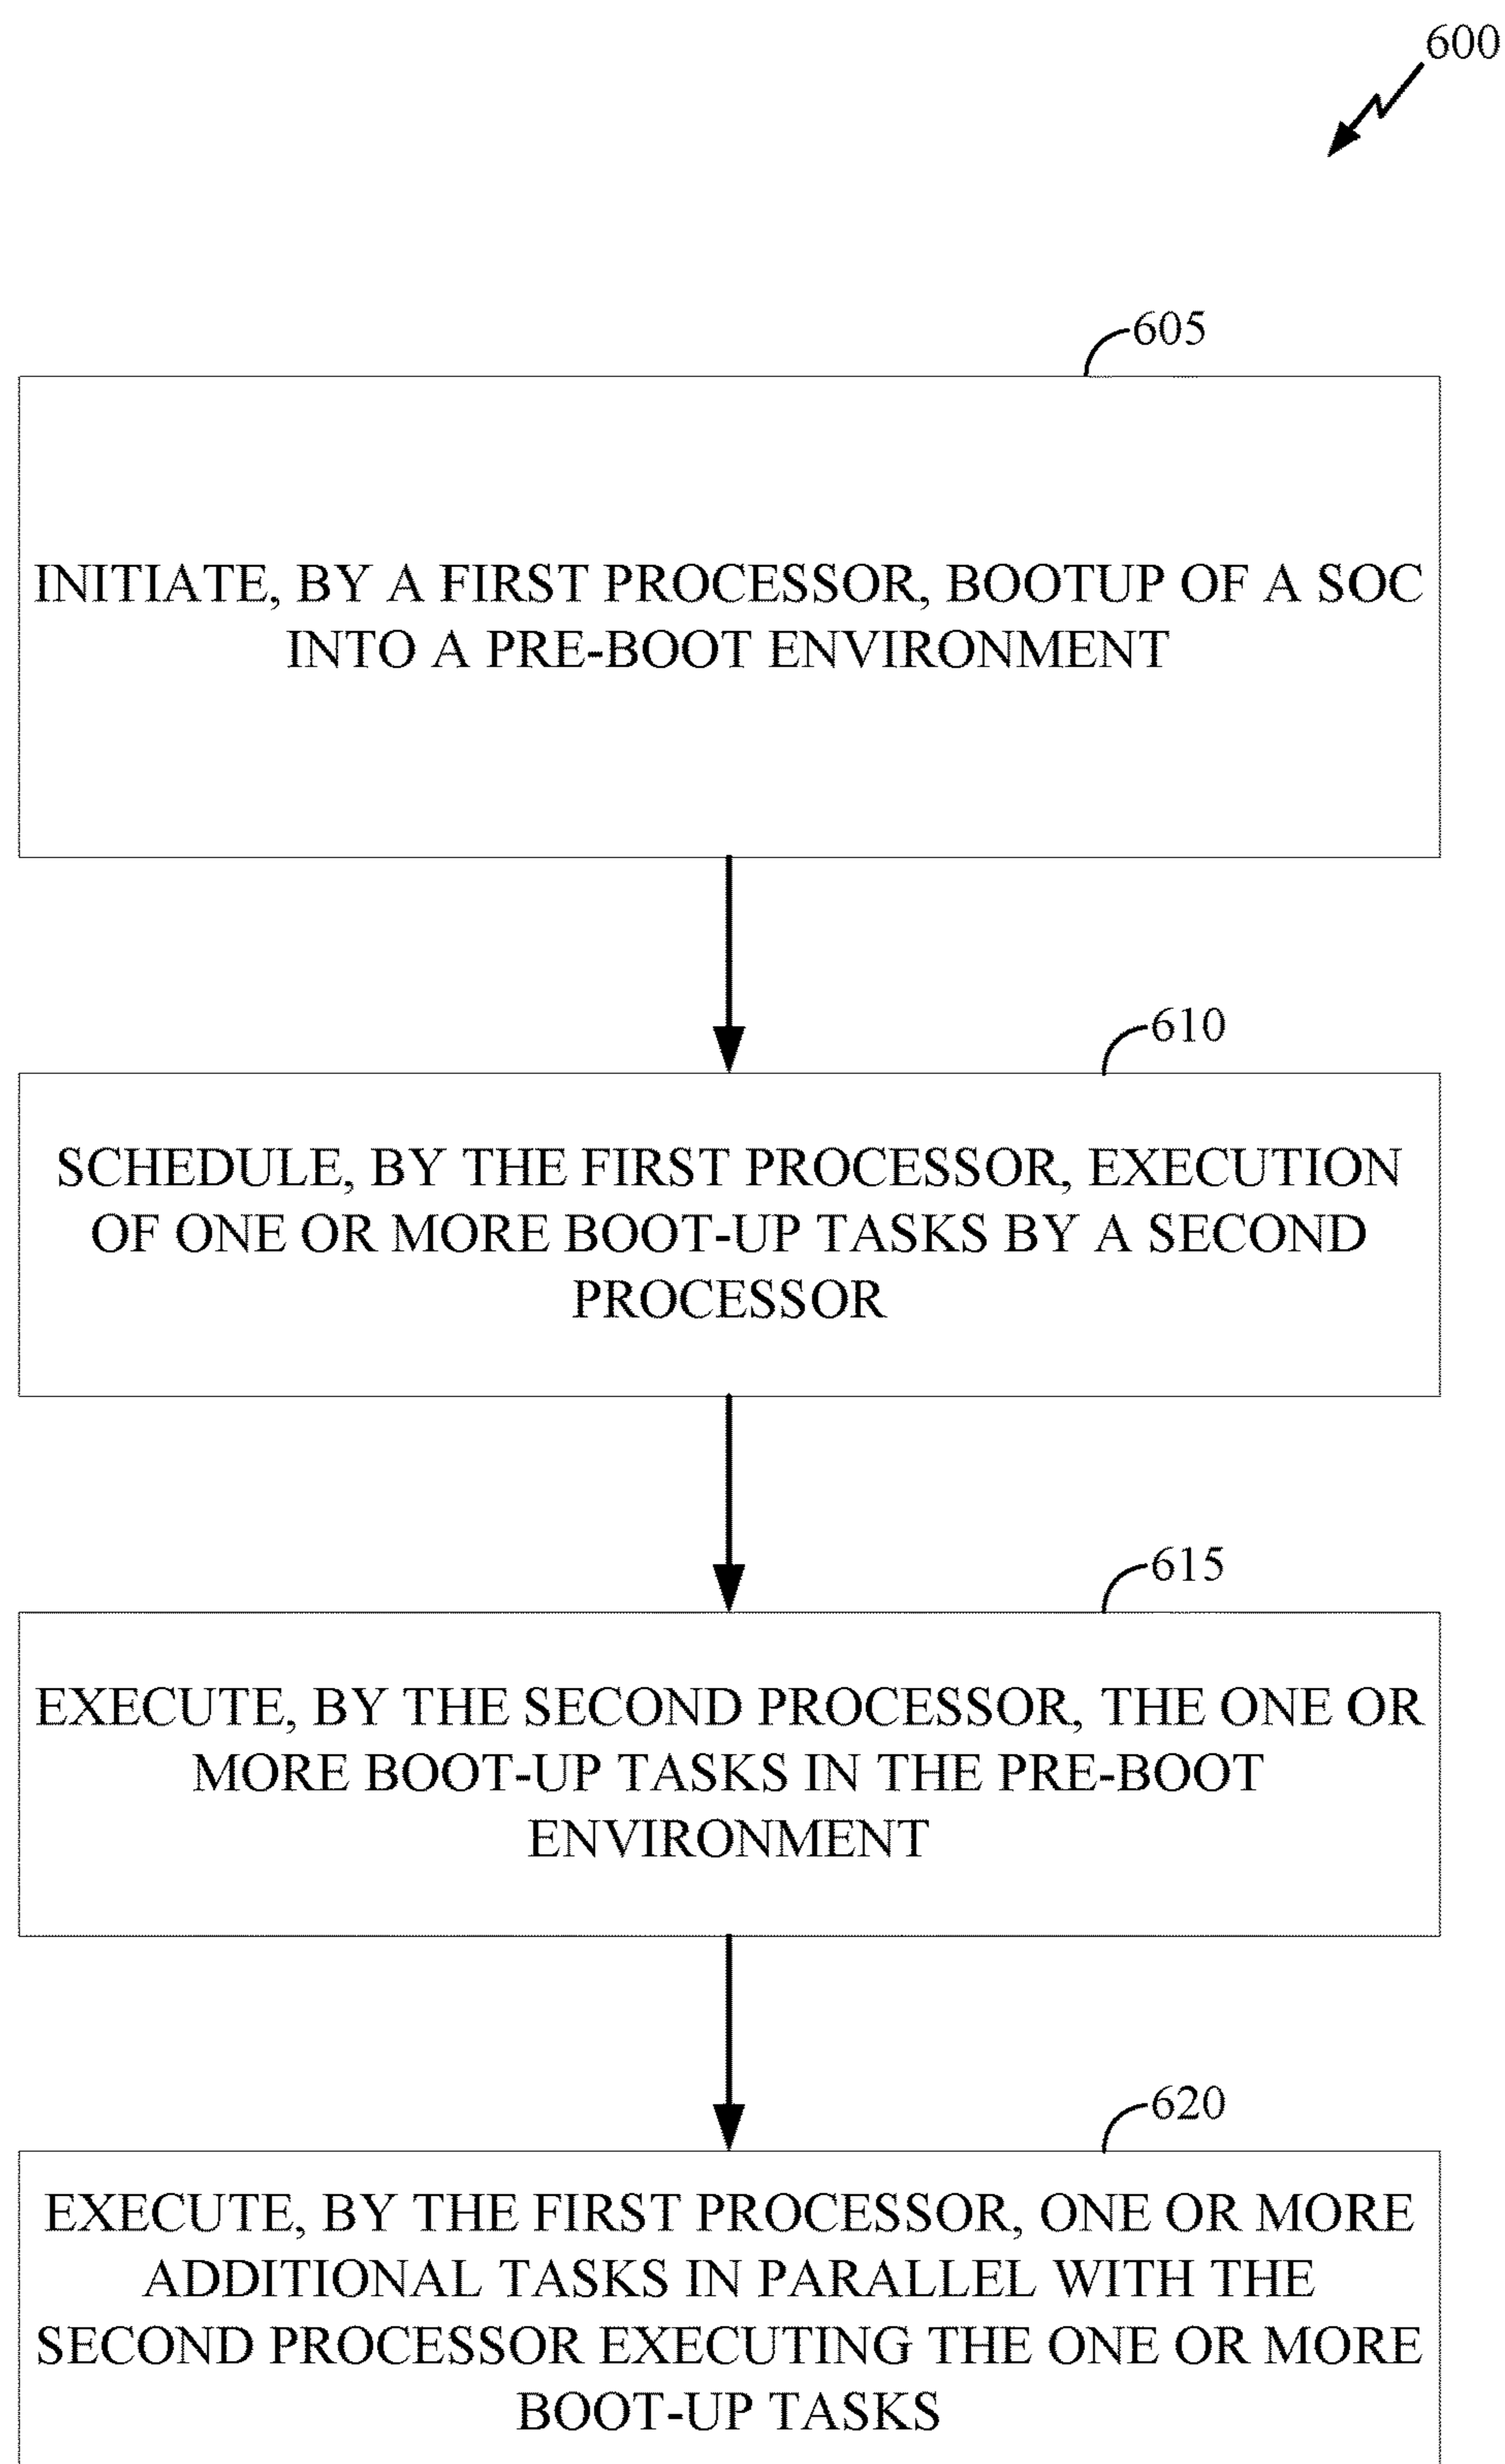 600
605
INITIATE, BY A FIRST PROCESSOR, BOOTUP OF A SOC
INTO A PRE-BOOT ENVIRONMENT
610
SCHEDULE, BY THE FIRST PROCESSOR, EXECUTION
OF ONE OR MORE BOOT-UP TASKS BY A SECOND
PROCESSOR
615
EXECUTE, BY THE SECOND PROCESSOR, THE ONE OR
MORE BOOT-UP TASKS IN THE PRE-BOOT
ENVIRONMENT
620
EXECUTE, BY THE FIRST PROCESSOR, ONE OR MORE
ADDITIONAL TASKS IN PARALLEL WITH THE
SECOND PROCESSOR EXECUTING THE ONE OR MORE
BOOT-UP TASKS